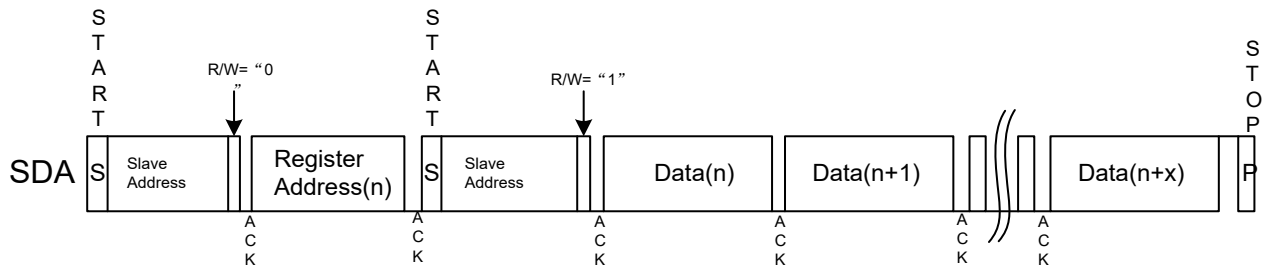 START
START
STOP
R/W= “0
”
R/W= “1”
SDA
S
Slave
Address
Register
Address(n)
S
Slave
Address
Data(n)
Data(n+1)
Data(n+x)
P
ACK
ACK
ACK
ACK
ACK
ACK